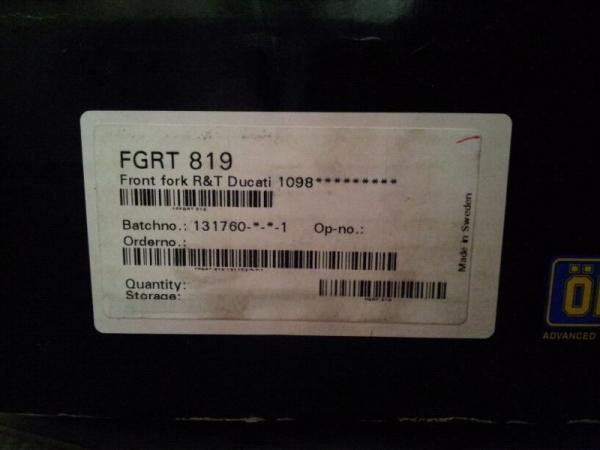 FGRT 819
Front fork R&T Ducati 1098*********
Batchno.: 131760-*-*-1 Op-no.:
Orderno.:
Quantity:
Storage:
Made in Sweden
ADVANCED